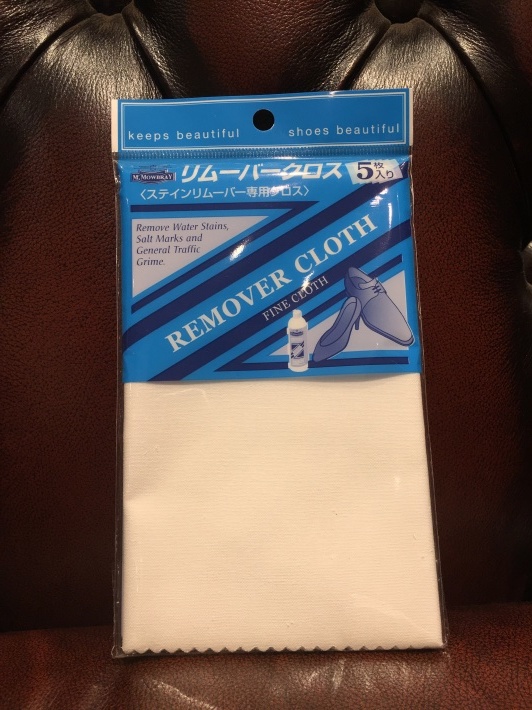 keeps beautiful
shoes beautiful
M. MOWBRAY
リムーバークロス
5枚入り
〈ステインリムーバー専用クロス〉
Remove Water Stains,
Salt Marks and
General Traffic
Grime.
REMOVER CLOTH
FINE CLOTH